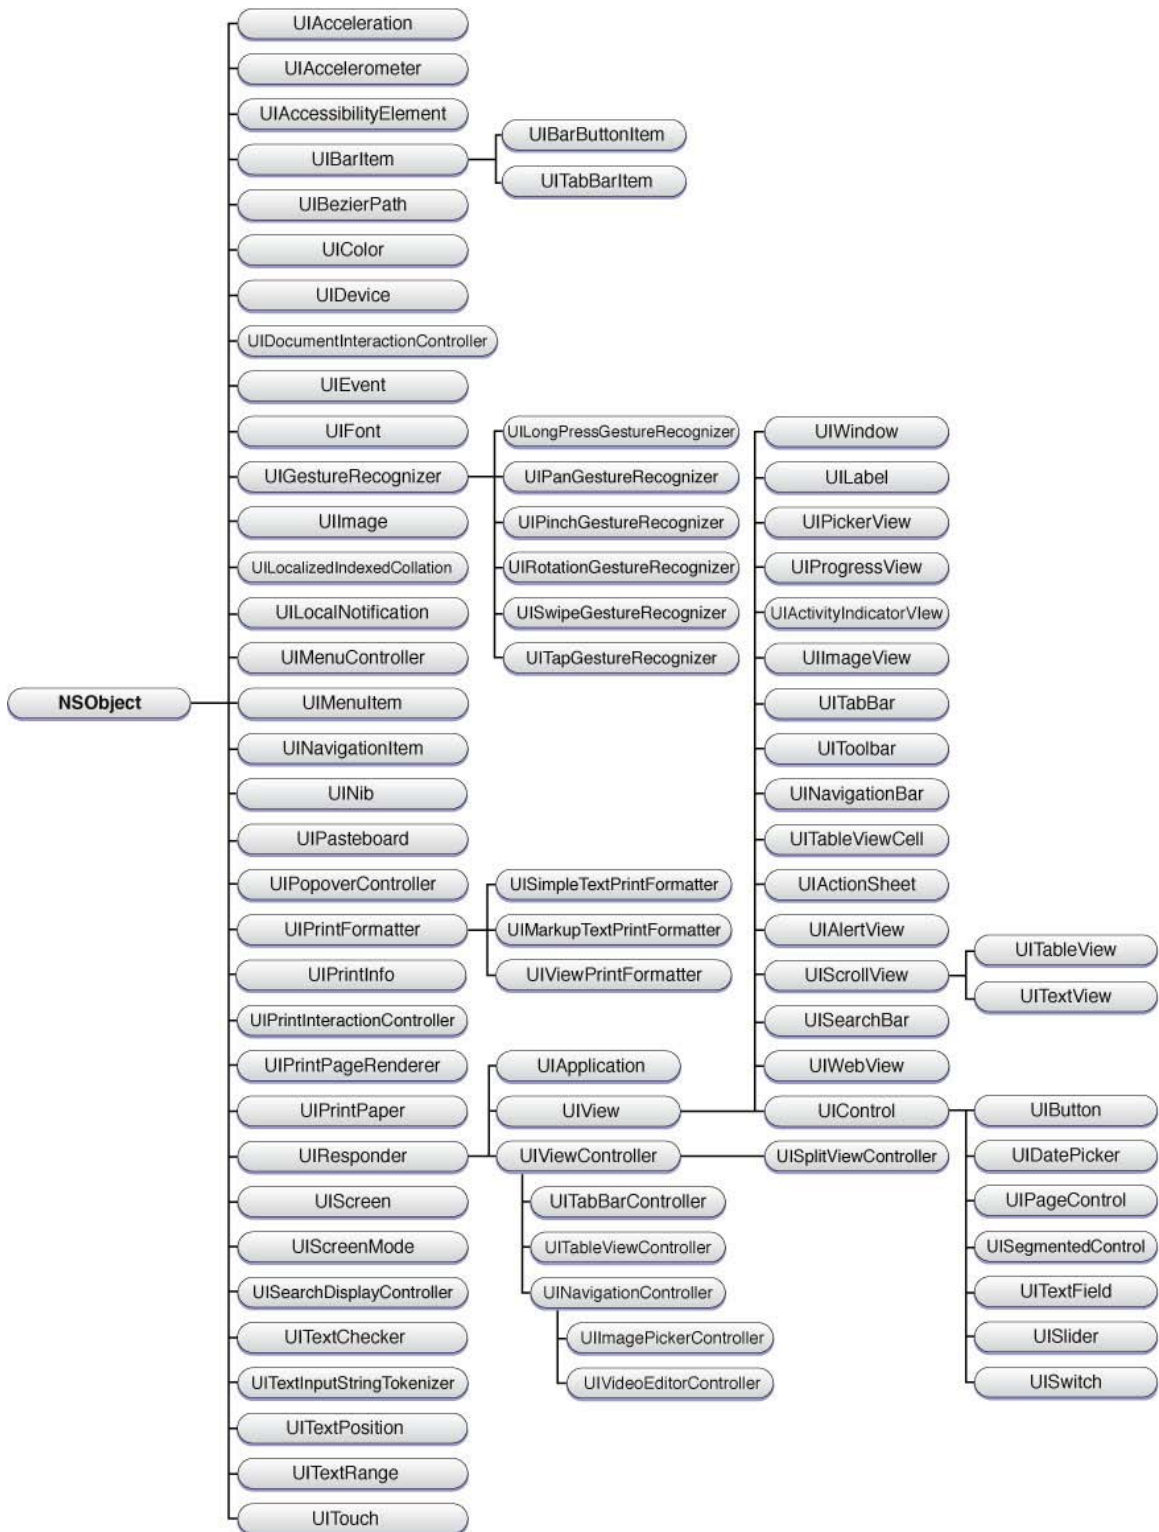 UIAcceleration
UIAccelerometer
UIAccessibilityElement
UIBarItem
UIBarButtonItem
UITabBarItem
UIBezierPath
UIColor
UIDevice
UIDocumentInteractionController
UIEvent
UIFont
UIGestureRecognizer
UILongPressGestureRecognizer
UIPanGestureRecognizer
UIPinchGestureRecognizer
UIRotationGestureRecognizer
UISwipeGestureRecognizer
UITapGestureRecognizer
UIImage
UILocalizedIndexedCollation
UILocalNotification
UIMenuController
NSObject
UIMenuItem
UINavigationItem
UINib
UIPasteboard
UIPopoverController
UIPrintFormatter
UISimpleTextPrintFormatter
UIMarkupTextPrintFormatter
UIViewPrintFormatter
UIPrintInfo
UIPrintInteractionController
UIPrintPageRenderer
UIPrintPaper
UIResponder
UIApplication
UIView
UIWindow
UILabel
UIPickerView
UIProgressView
UIActivityIndicatorVIew
UIImageView
UITabBar
UIToolbar
UINavigationBar
UITableViewCell
UIActionSheet
UIAlertView
UIScrollView
UITableView
UITextView
UISearchBar
UIWebView
UIControl
UIButton
UIDatePicker
UIPageControl
UISegmentedControl
UITextField
UISlider
UISwitch
UIViewController
UISplitViewController
UITabBarController
UITableViewController
UINavigationController
UIImagePickerController
UIVideoEditorController
UIScreen
UIScreenMode
UISearchDisplayController
UITextChecker
UITextInputStringTokenizer
UITextPosition
UITextRange
UITouch